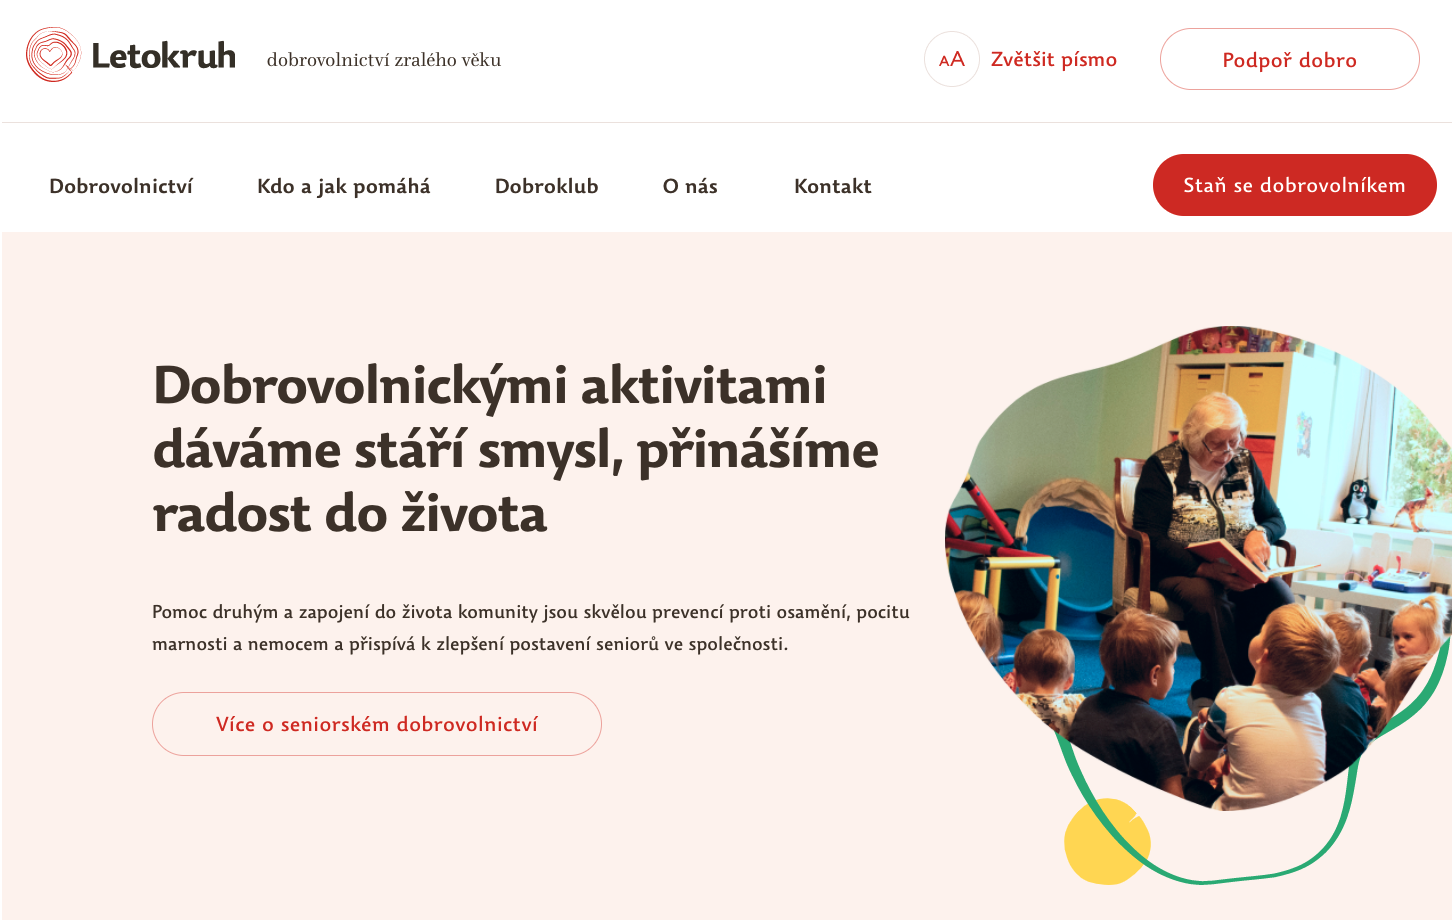 Letokruh
dobrovolnictví zralého věku
AA Zvětšit písmo
Podpoř dobro
Dobrovolnictví
Kdo a jak pomáhá
Dobroklub
O nás
Kontakt
Staň se dobrovolníkem
Dobrovolnickými aktivitami
dáváme stáří smysl, přinášíme
radost do života
Pomoc druhým a zapojení do života komunity jsou skvělou prevencí proti osamění, pocitu
marnosti a nemocem a přispívá k zlepšení postavení seniorů ve společnosti.
Více o seniorském dobrovolnictví